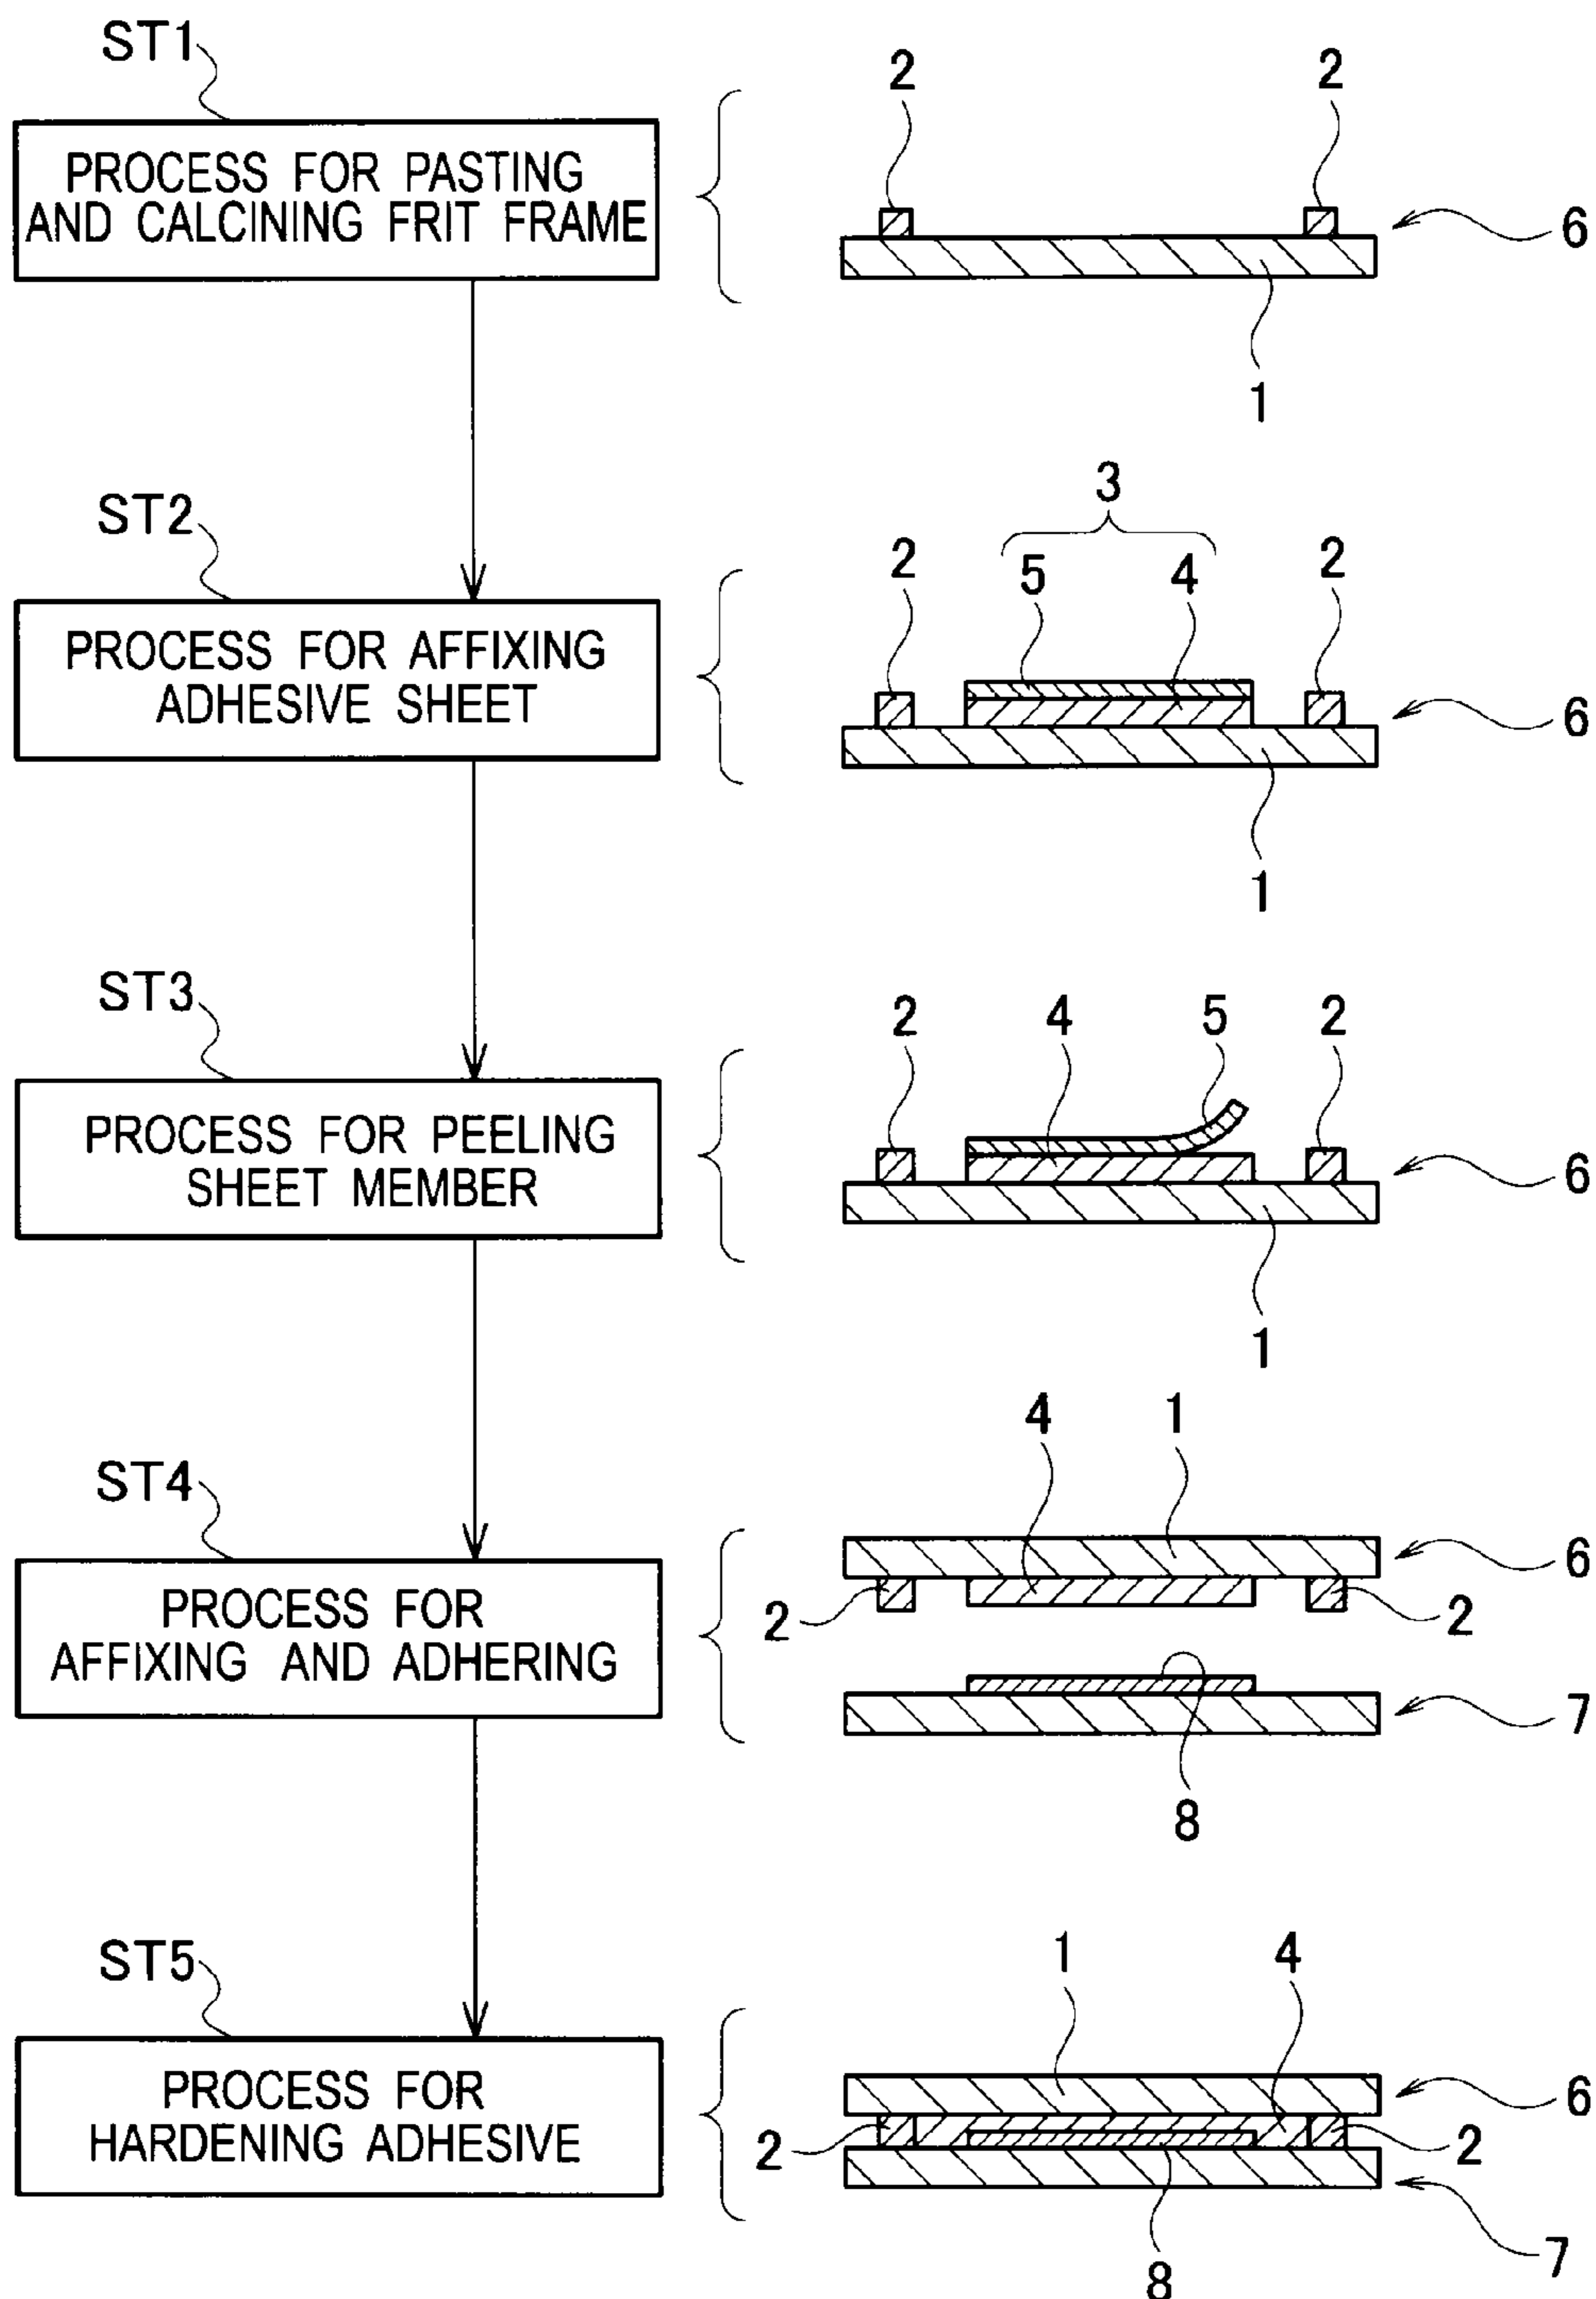 ST1
PROCESS FOR PASTING
AND CALCINING FRIT FRAME
2 2
6
1
ST2
PROCESS FOR AFFIXING
ADHESIVE SHEET
3
2 5 4 2
6
1
ST3
PROCESS FOR PEELING
SHEET MEMBER
2 4 5 2
6
1
ST4
PROCESS FOR
AFFIXING AND ADHERING
4 1
6
2 2
7
8
ST5
PROCESS FOR
HARDENING ADHESIVE
1 4
6
2 2
8 7